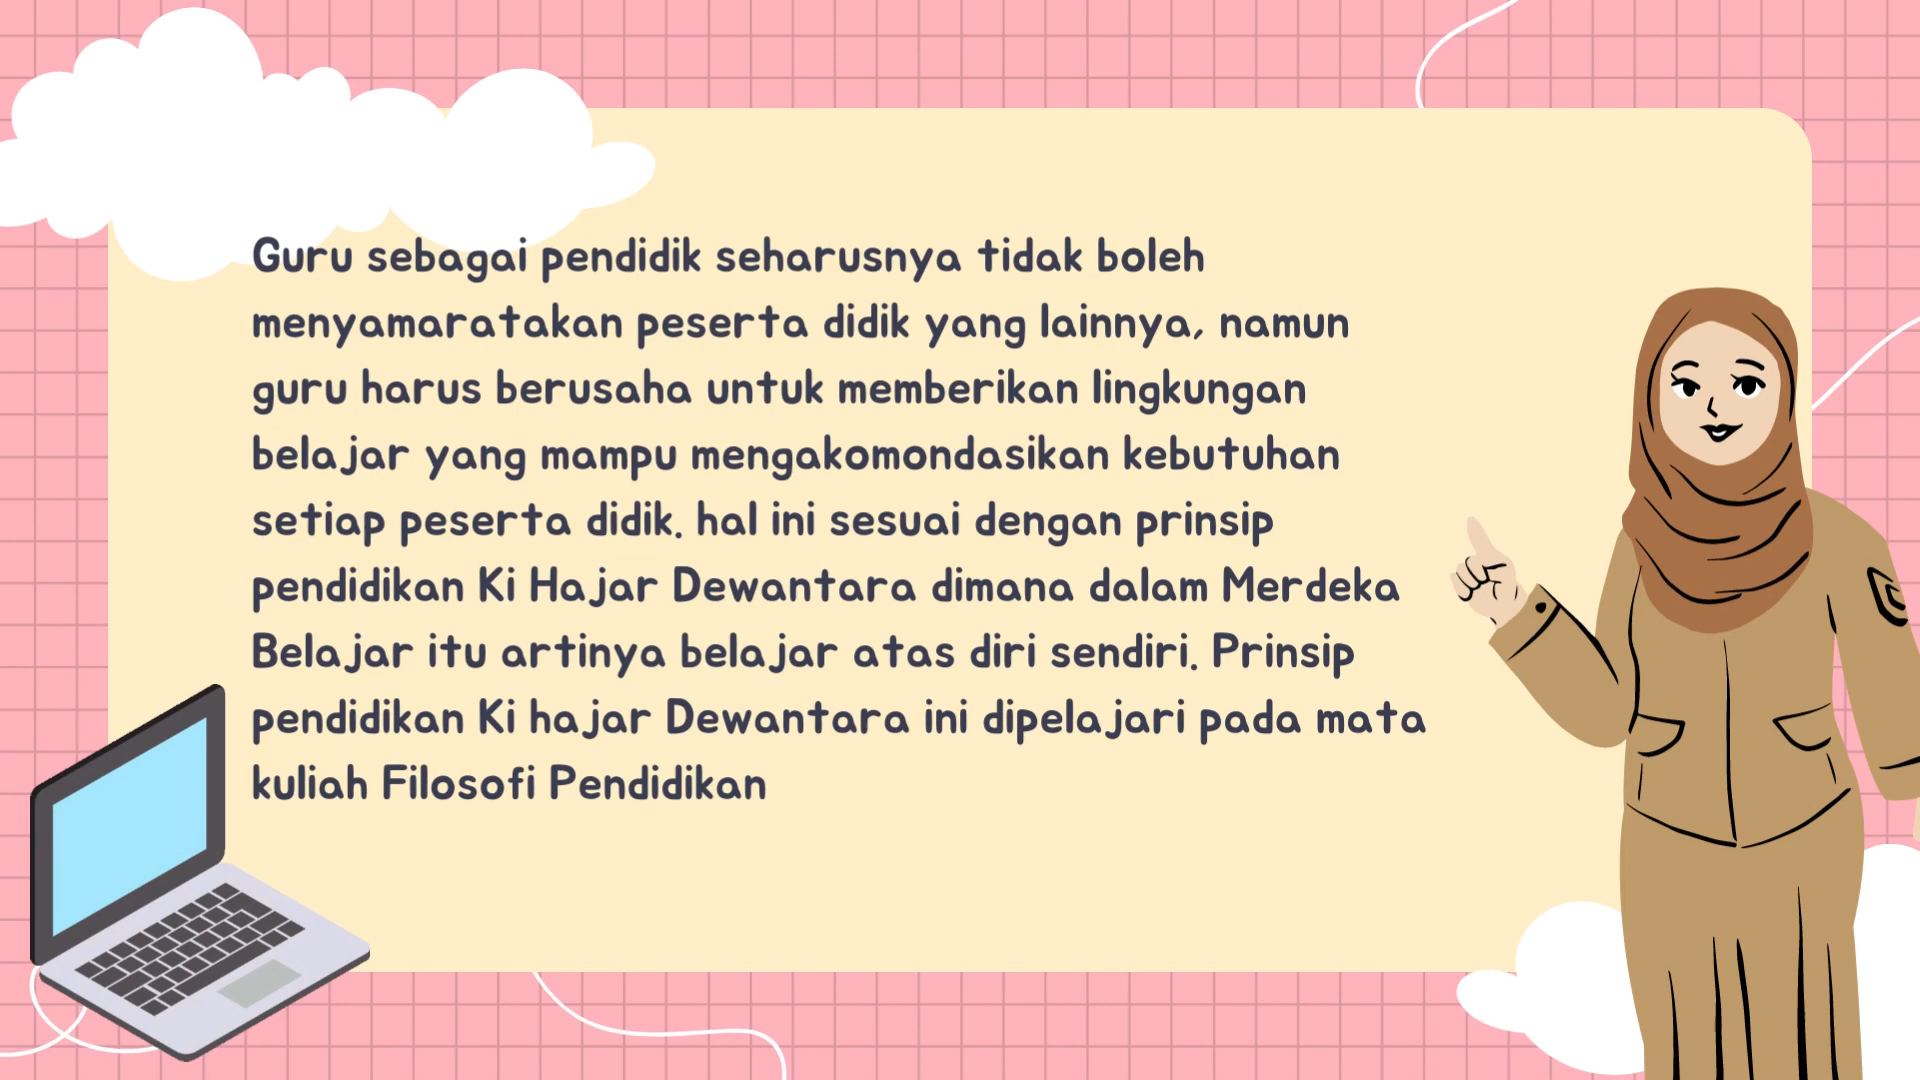 Guru sebagai pendidik seharusnya tidak boleh
menyamaratakan peserta didik yang lainnya, namun
guru harus berusaha untuk memberikan lingkungan
belajar yang mampu mengakomondasikan kebutuhan
setiap peserta didik. hal ini sesuai dengan prinsip
pendidikan Ki Hajar Dewantara dimana dalam Merdeka
Belajar itu artinya belajar atas diri sendiri. Prinsip
pendidikan Ki hajar Dewantara ini dipelajari pada mata
kuliah Filosofi Pendidikan